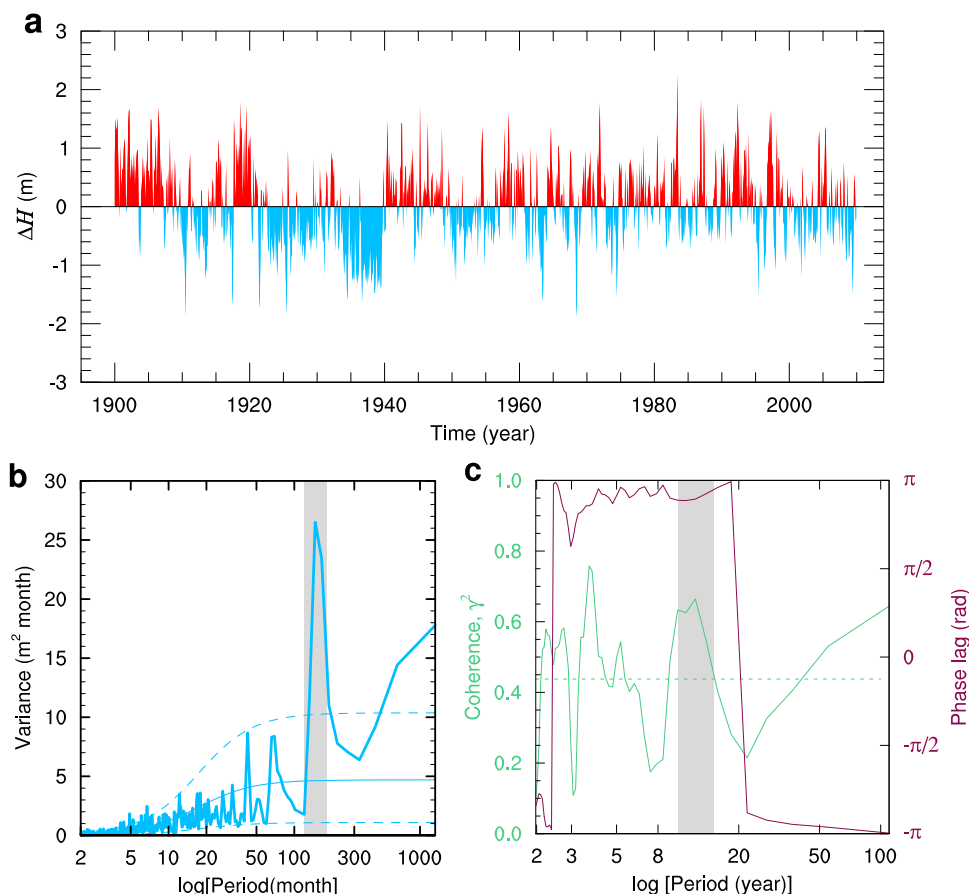 a
3
2
1
0
-1
-2
-3
ΔH (m)
1900 1920 1940 1960 1980 2000
Time (year)
b
30
25
20
15
10
5
0
Variance (m² month)
2 5 10 20 50 100 300 1000
log[Period(month]
c
1.0
0.8
0.6
0.4
0.2
0.0
Coherence, γ²
π
π/2
0
-π/2
-π
Phase lag (rad)
2 3 5 8 20 50 100
log [Period (year)]